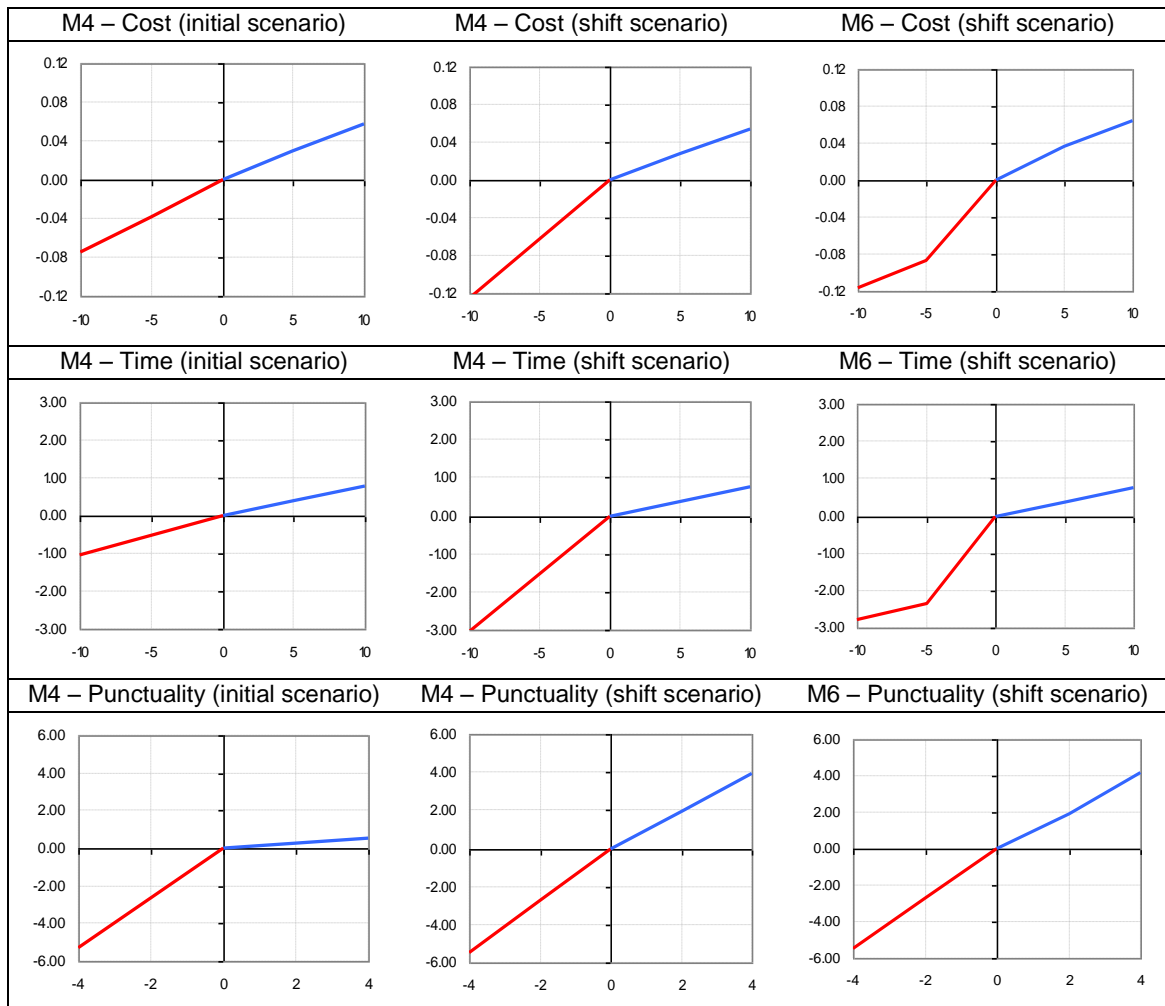 M4 – Cost (initial scenario) M4 – Cost (shift scenario) M6 – Cost (shift scenario)
0.12 0.12 0.12
0.08 0.08 0.08
0.04 0.04 0.04
0.00 0.00 0.00
-0.04 -0.04 -0.04
-0.08 -0.08 -0.08
-0.12 -0.12 -0.12
-10 -5 0 5 10 -10 -5 0 5 10 -10 -5 0 5 10
M4 – Time (initial scenario) M4 – Time (shift scenario) M6 – Time (shift scenario)
3.00 3.00 3.00
2.00 2.00 2.00
1.00 1.00 1.00
0.00 0.00 0.00
-1.00 -1.00 -1.00
-2.00 -2.00 -2.00
-3.00 -3.00 -3.00
-10 -5 0 5 10 -10 -5 0 5 10 -10 -5 0 5 10
M4 – Punctuality (initial scenario) M4 – Punctuality (shift scenario) M6 – Punctuality (shift scenario)
6.00 6.00 6.00
4.00 4.00 4.00
2.00 2.00 2.00
0.00 0.00 0.00
-2.00 -2.00 -2.00
-4.00 -4.00 -4.00
-6.00 -6.00 -6.00
-4 -2 0 2 4 -4 -2 0 2 4 -4 -2 0 2 4